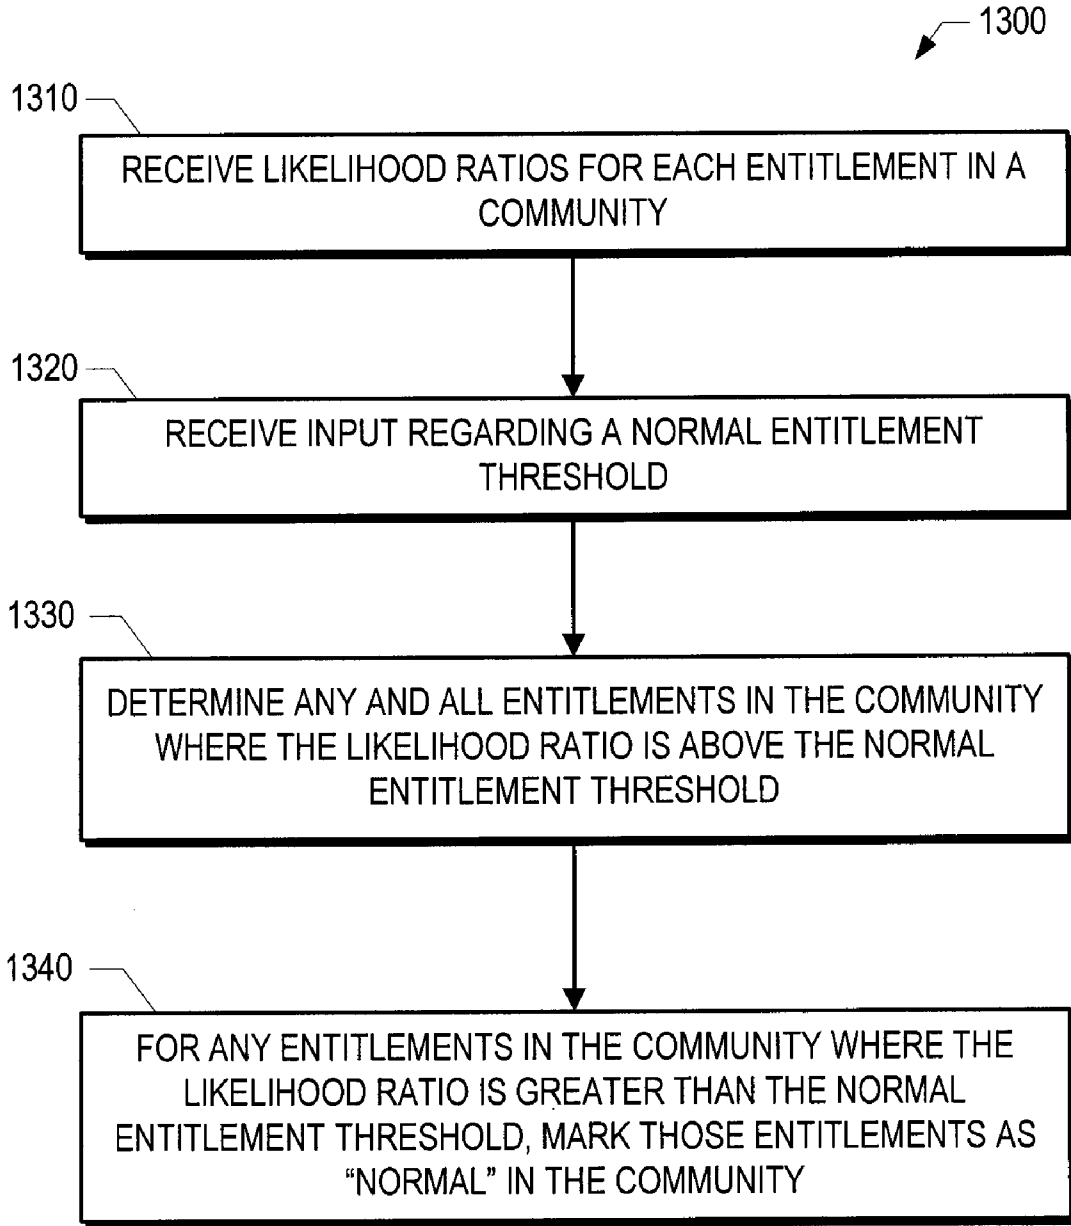 1300
1310
RECEIVE LIKELIHOOD RATIOS FOR EACH ENTITLEMENT IN A
COMMUNITY
1320
RECEIVE INPUT REGARDING A NORMAL ENTITLEMENT
THRESHOLD
1330
DETERMINE ANY AND ALL ENTITLEMENTS IN THE COMMUNITY
WHERE THE LIKELIHOOD RATIO IS ABOVE THE NORMAL
ENTITLEMENT THRESHOLD
1340
FOR ANY ENTITLEMENTS IN THE COMMUNITY WHERE THE
LIKELIHOOD RATIO IS GREATER THAN THE NORMAL
ENTITLEMENT THRESHOLD, MARK THOSE ENTITLEMENTS AS
“NORMAL” IN THE COMMUNITY